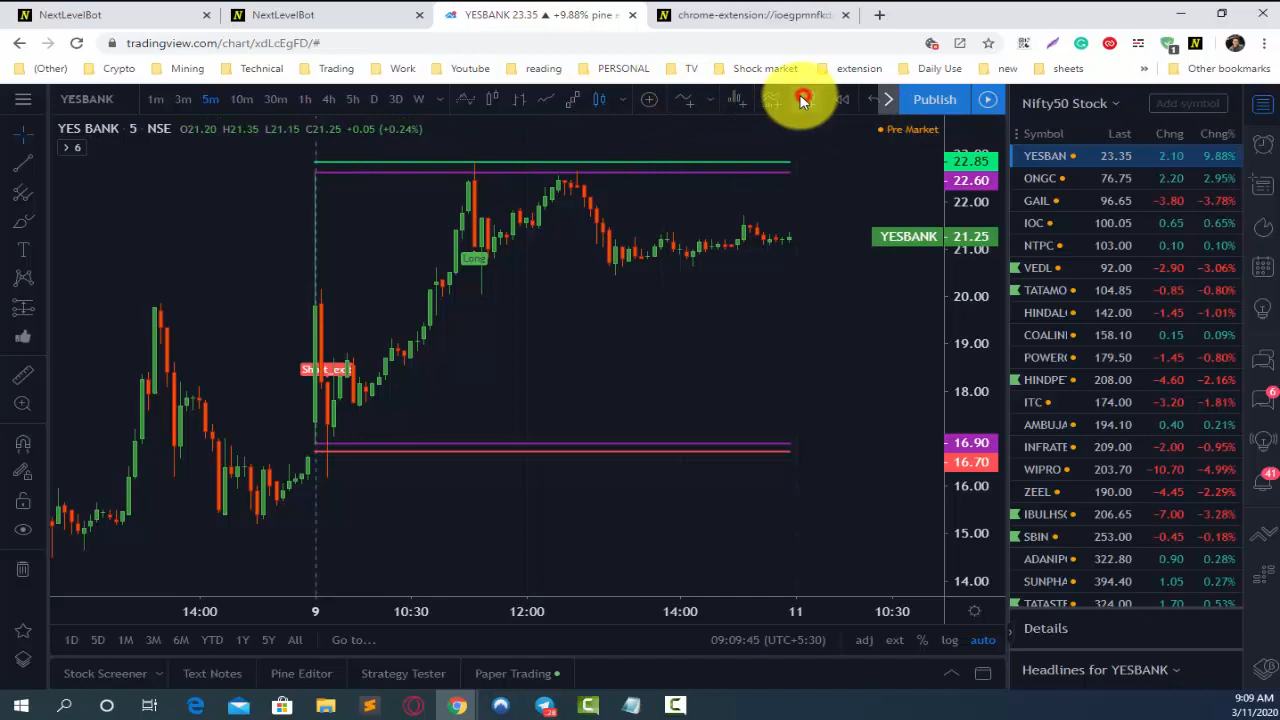 NextLevelBot
NextLevelBot
YESBANK 23.35 ▲ +9.88% pine e
chrome-extension://ioegpmnfkd
tradingview.com/chart/xdLcEgFD/#
(Other)
Crypto
Mining
Technical
Trading
Work
Youtube
reading
PERSONAL
TV
Shock market
extension
Daily Use
new
sheets
Other bookmarks
YESBANK
1m
3m
5m
10m
30m
1h
4h
5h
D
3D
W
Publish
Nifty50 Stock
Add symbol
YES BANK · 5 · NSE
O21.20 H21.35 L21.15 C21.25 +0.05 (+0.24%)
Pre Market
6
22.85
22.60
22.00
YESBANK 21.25
21.00
20.00
19.00
18.00
16.90
16.70
16.00
15.00
14.00
Long
14:00
9
10:30
12:00
14:00
11
10:30
Symbol Last Chng Chng%
YESBAN 23.35 2.10 9.88%
ONGC 76.75 2.20 2.95%
GAIL 96.65 -3.80 -3.78%
IOC 100.05 0.65 0.65%
NTPC 103.00 0.10 0.10%
VEDL 92.00 -2.90 -3.06%
TATAMO 104.85 -0.85 -0.80%
HINDAL 142.00 -1.45 -1.01%
COALIN 158.10 0.15 0.09%
POWERG 179.50 -1.45 -0.80%
HINDPE 208.00 -4.60 -2.16%
ITC 174.00 -3.20 -1.81%
AMBUJA 194.10 0.40 0.21%
INFRATE 209.00 -2.00 -0.95%
WIPRO 203.70 -10.70 -4.99%
ZEEL 190.00 -4.45 -2.29%
IBULHS 206.65 -7.00 -3.28%
SBIN 253.00 -0.45 -0.18%
ADANIP 322.80 0.90 0.28%
SUNPHA 394.40 1.05 0.27%
TATASTE 324.00 1.70 0.53%
6
41
1D
5D
1M
3M
6M
YTD
1Y
5Y
All
Go to...
09:09:45 (UTC+5:30)
adj
ext
%
log
auto
Details
Stock Screener
Text Notes
Pine Editor
Strategy Tester
Paper Trading
Headlines for YESBANK
9:09 AM
3/11/2020